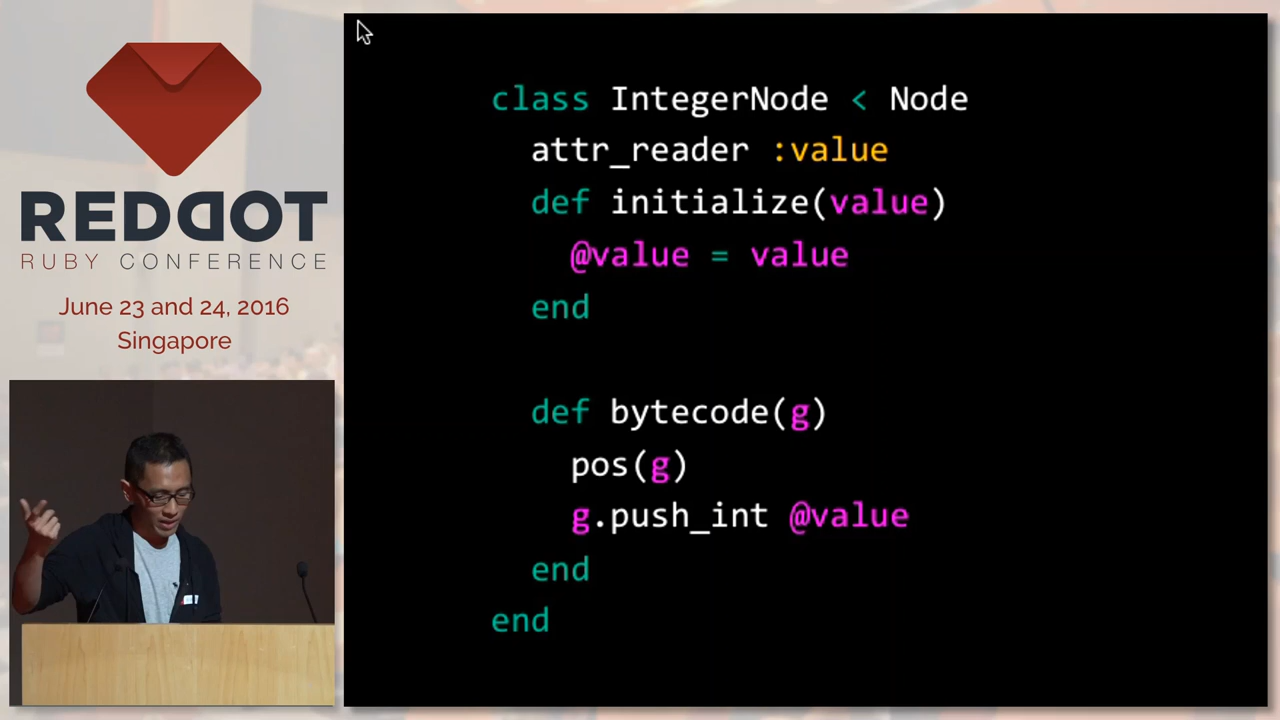 REDDOT
RUBY CONFERENCE
June 23 and 24, 2016
Singapore
class IntegerNode < Node
  attr_reader :value
  def initialize(value)
    @value = value
  end

  def bytecode(g)
    pos(g)
    g.push_int @value
  end
end